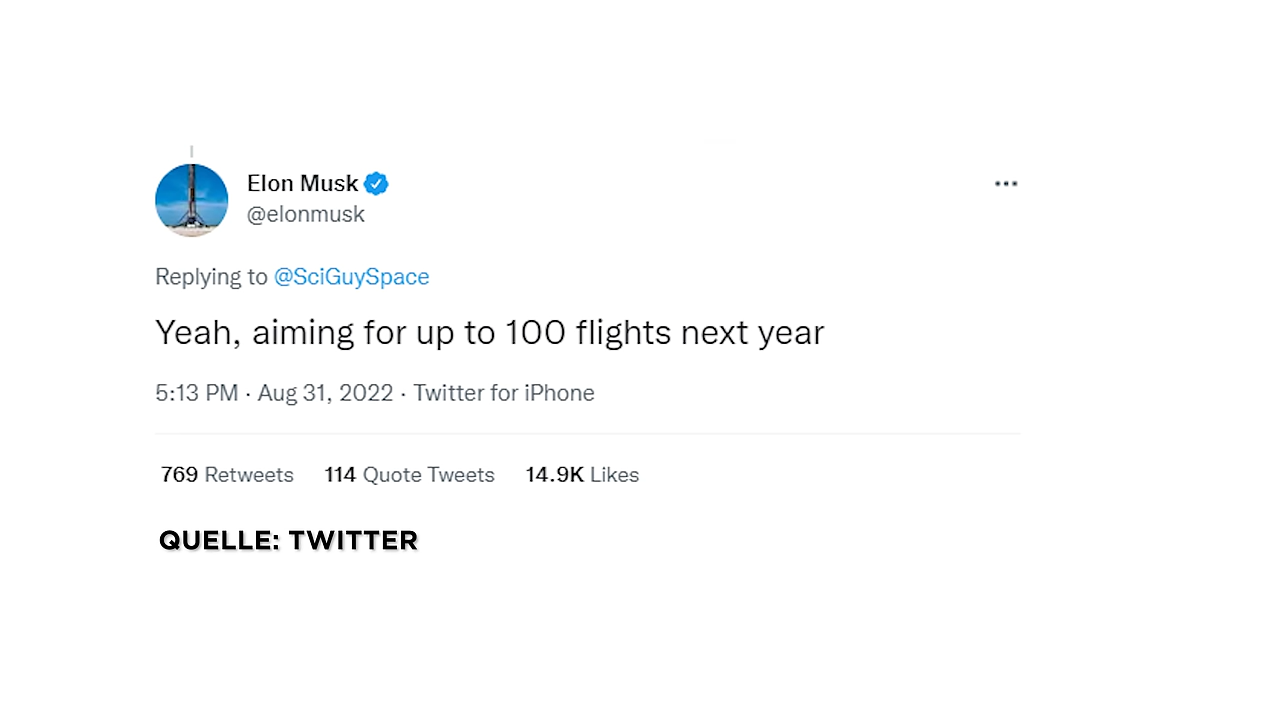 Elon Musk
@elonmusk
Replying to @SciGuySpace
Yeah, aiming for up to 100 flights next year
5:13 PM · Aug 31, 2022 · Twitter for iPhone
769 Retweets 114 Quote Tweets 14.9K Likes
QUELLE: TWITTER